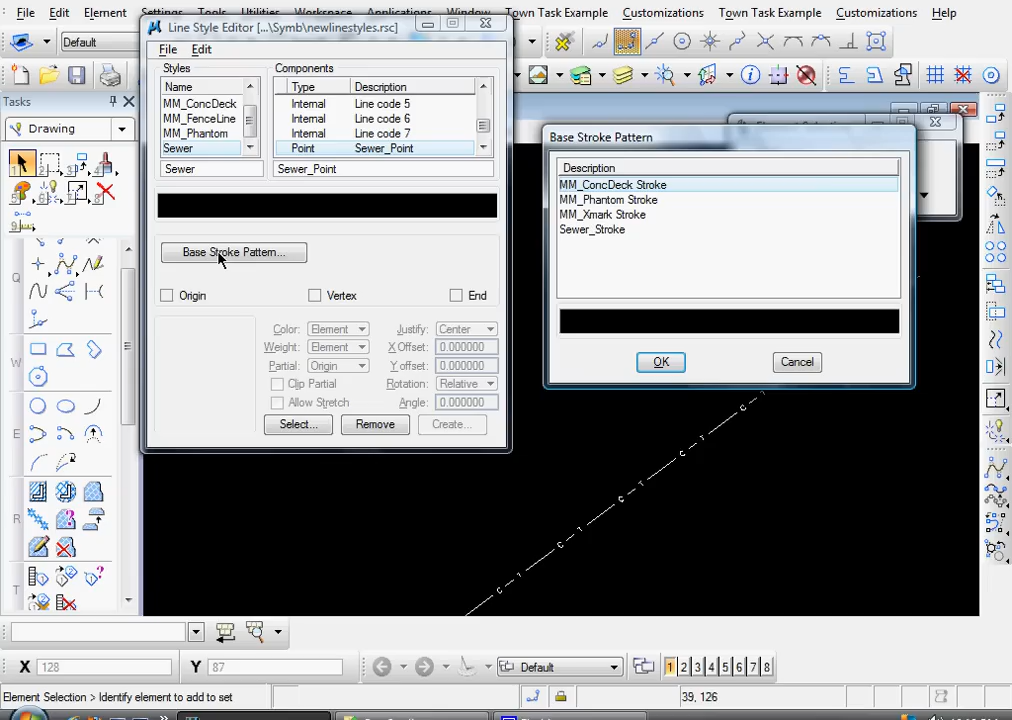 File Edit Element Settings Tools Utilities Workspace Applications Window Town Task Example Customizations Town Task Example Customizations Help
Line Style Editor [...\Symb\newlinestyles.rsc]
Default
File Edit
Styles
Components
Name
Type Description
MM_ConcDeck
Internal Line code 5
MM_FenceLine
Internal Line code 6
MM_Phantom
Internal Line code 7
Sewer
Point Sewer_Point
Sewer
Sewer_Point
Tasks
Drawing
Base Stroke Pattern
Description
MM_ConcDeck Stroke
MM_Phantom Stroke
MM_Xmark Stroke
Sewer_Stroke
OK
Cancel
Base Stroke Pattern...
Origin
Vertex
End
Color: Element
Justify: Center
Weight: Element
X Offset: 0.000000
Partial: Origin
Y offset: 0.000000
Clip Partial
Rotation: Relative
Allow Stretch
Angle: 0.000000
Select...
Remove
Create...
Q
W
E
R
T
X 128
Y 87
Default
1 2 3 4 5 6 7 8
Element Selection > Identify element to add to set
39, 126